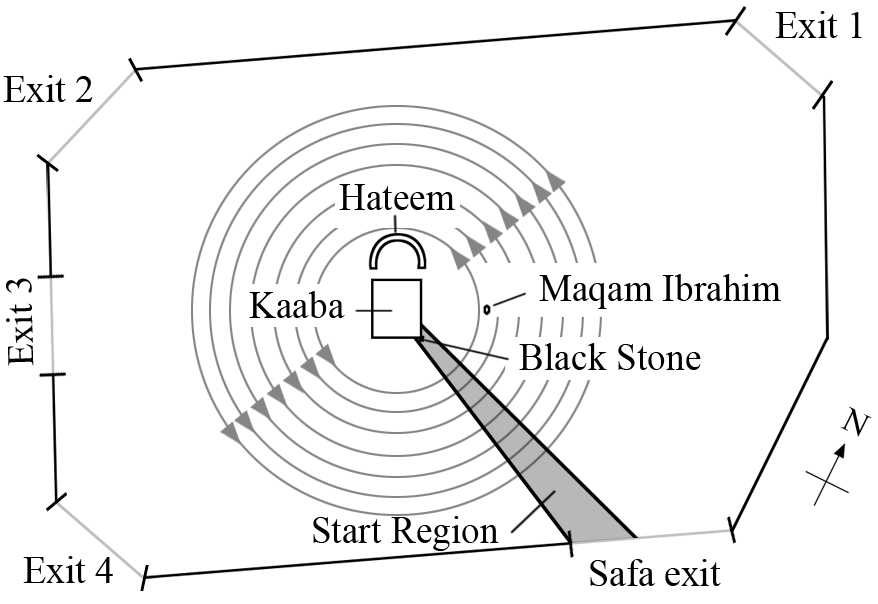 Exit 1
Exit 2
Hateem
Maqam Ibrahim
Kaaba
Exit 3
Black Stone
N
Start Region
Exit 4
Safa exit